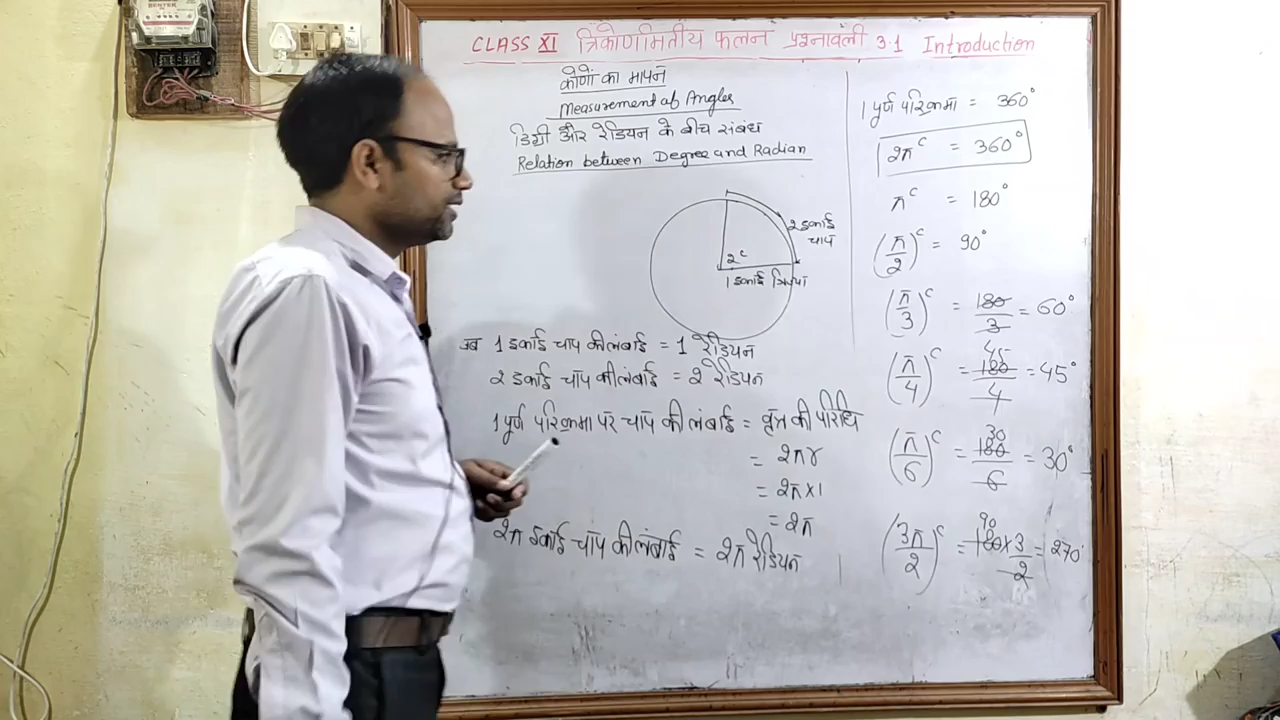 CLASS XI त्रिकोणमितीय फलन प्रश्नावली 3.1 Introduction
कोणों का मापन
Measurement of Angles
डिग्री और रेडियन के बीच संबंध
Relation between Degree and Radian
2 इकाई
चाप
2ᶜ
1 इकाई त्रिज्या
जब 1 इकाई चाप की लंबाई = 1 रेडियन
2 इकाई चाप की लंबाई = 2 रेडियन
1 पूर्ण परिक्रमा पर चाप की लंबाई = वृत्त की परिधि
= 2πr
= 2π×1
= 2π
2π इकाई चाप की लंबाई = 2π रेडियन
1 पूर्ण परिक्रमा = 360°
2πᶜ = 360°
πᶜ = 180°
(π/2)ᶜ = 90°
(π/3)ᶜ = 180/3 = 60°
(π/4)ᶜ = 45 180/4 = 45°
(π/6)ᶜ = 30 180/6 = 30°
(3π/2)ᶜ = 90 180×3/2 = 270°